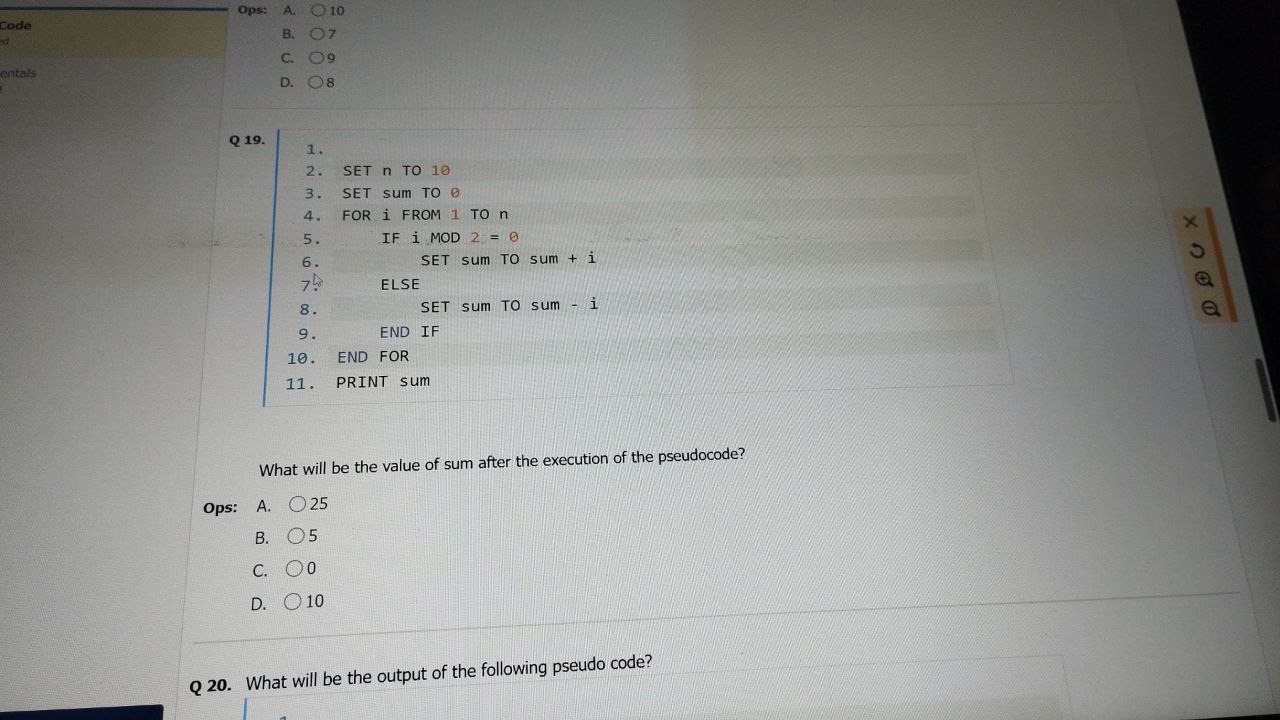 Code
ed
entals
Ops: A. 10
B. 7
C. 9
D. 8
Q 19.
1.
2. SET n TO 10
3. SET sum TO 0
4. FOR i FROM 1 TO n
5. IF i MOD 2 = 0
6. SET sum TO sum + i
7. ELSE
8. SET sum TO sum - i
9. END IF
10. END FOR
11. PRINT sum
What will be the value of sum after the execution of the pseudocode?
Ops: A. 25
B. 5
C. 0
D. 10
Q 20. What will be the output of the following pseudo code?